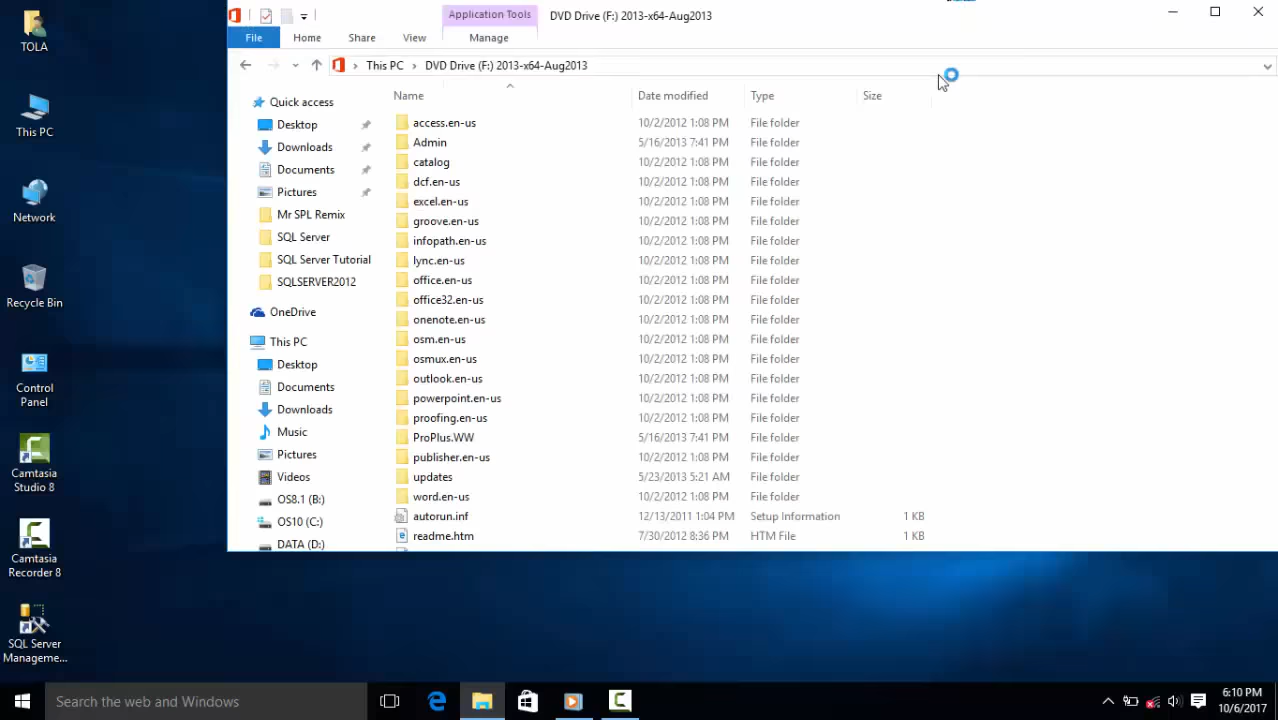 TOLA
This PC
Network
Recycle Bin
Control
Panel
Camtasia
Studio 8
Camtasia
Recorder 8
SQL Server
Manageme...
Application Tools
DVD Drive (F:) 2013-x64-Aug2013
File
Home
Share
View
Manage
This PC
DVD Drive (F:) 2013-x64-Aug2013
Quick access
Desktop
Downloads
Documents
Pictures
Mr SPL Remix
SQL Server
SQL Server Tutorial
SQLSERVER2012
OneDrive
This PC
Desktop
Documents
Downloads
Music
Pictures
Videos
OS8.1 (B:)
OS10 (C:)
DATA (D:)
Name Date modified Type Size
access.en-us 10/2/2012 1:08 PM File folder
Admin 5/16/2013 7:41 PM File folder
catalog 10/2/2012 1:08 PM File folder
dcf.en-us 10/2/2012 1:08 PM File folder
excel.en-us 10/2/2012 1:08 PM File folder
groove.en-us 10/2/2012 1:08 PM File folder
infopath.en-us 10/2/2012 1:08 PM File folder
lync.en-us 10/2/2012 1:08 PM File folder
office.en-us 10/2/2012 1:08 PM File folder
office32.en-us 10/2/2012 1:08 PM File folder
onenote.en-us 10/2/2012 1:08 PM File folder
osm.en-us 10/2/2012 1:08 PM File folder
osmux.en-us 10/2/2012 1:08 PM File folder
outlook.en-us 10/2/2012 1:08 PM File folder
powerpoint.en-us 10/2/2012 1:08 PM File folder
proofing.en-us 10/2/2012 1:08 PM File folder
ProPlus.WW 5/16/2013 7:41 PM File folder
publisher.en-us 10/2/2012 1:08 PM File folder
updates 5/23/2013 5:21 AM File folder
word.en-us 10/2/2012 1:08 PM File folder
autorun.inf 12/13/2011 1:04 PM Setup Information 1 KB
readme.htm 7/30/2012 8:36 PM HTM File 1 KB
Search the web and Windows
6:10 PM
10/6/2017